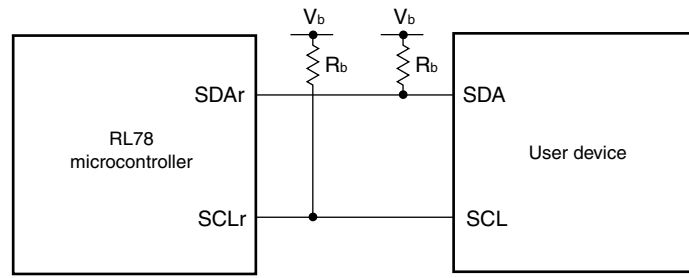 Vb
Vb
Rb
Rb
SDAr
SDA
RL78
microcontroller
User device
SCLr
SCL